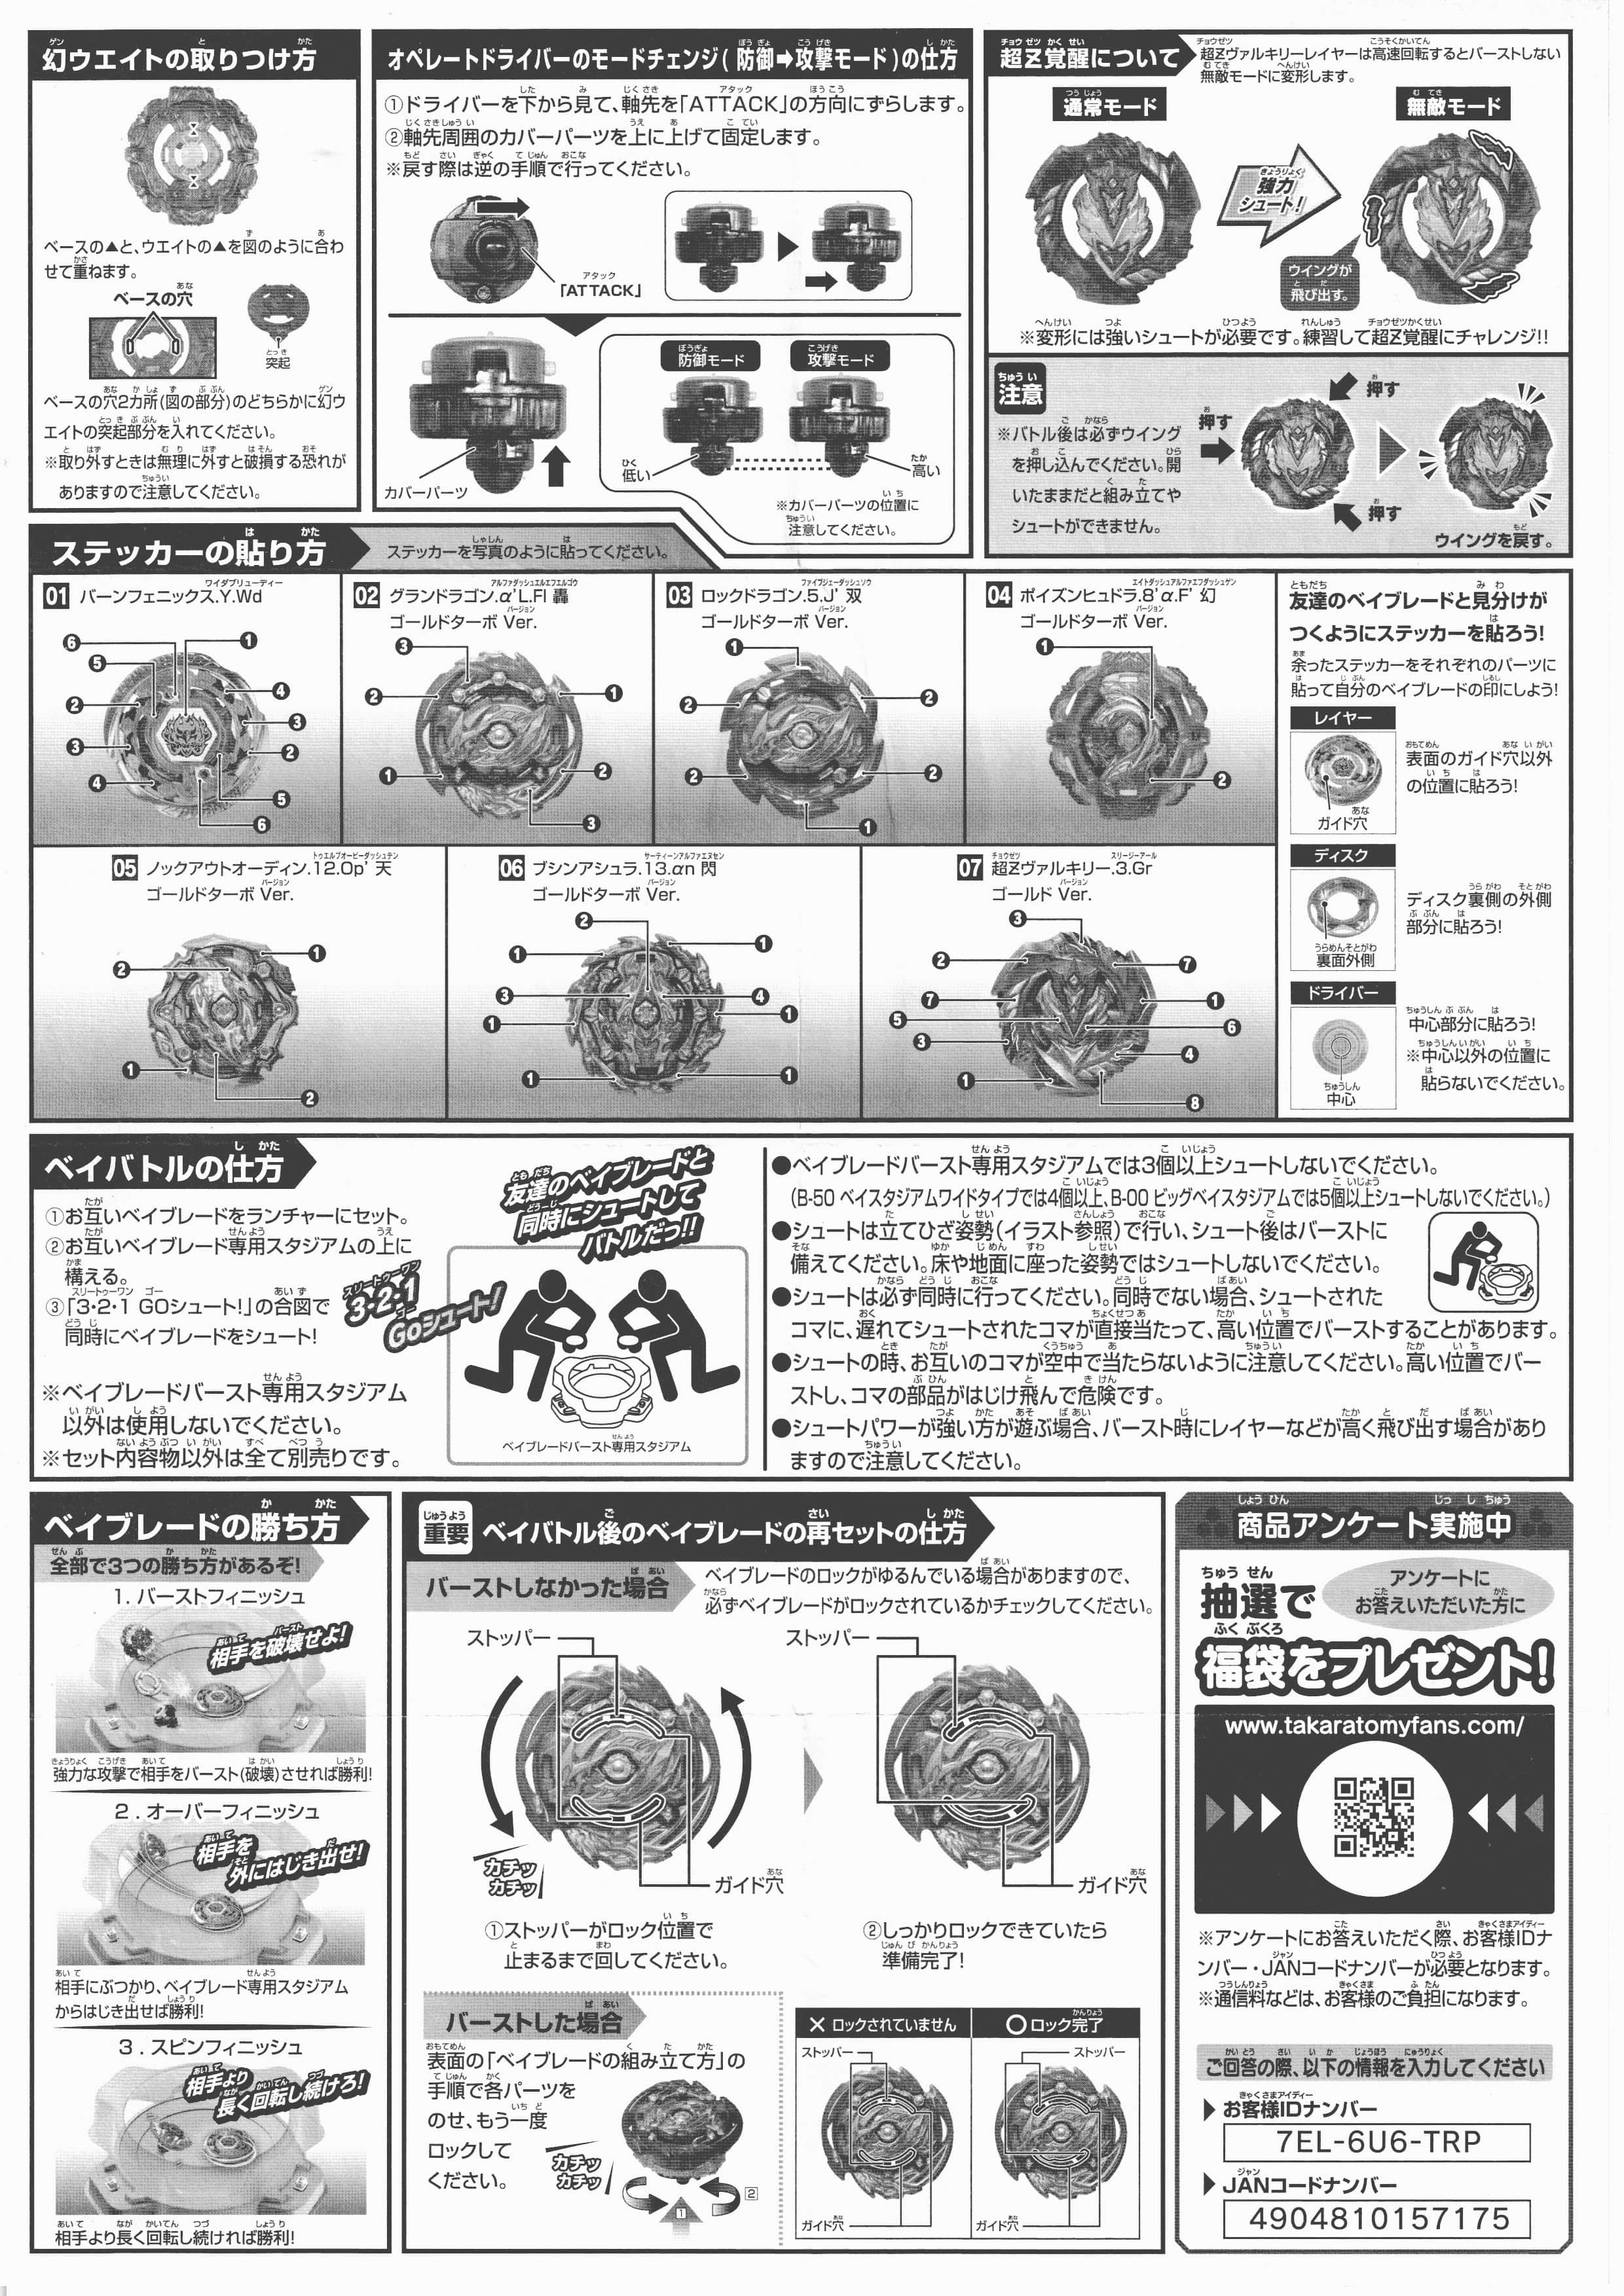 幻ウエイトの取りつけ方
ベースの▲と、ウエイトの▲を図のように合わ
せて重ねます。
ベースの穴
突起
ベースの穴2カ所(図の部分)のどちらかに幻ウ
エイトの突起部分を入れてください。
※取り外すときは無理に外すと破損する恐れが
ありますので注意してください。
オペレートドライバーのモードチェンジ(防御➡攻撃モード)の仕方
①ドライバーを下から見て、軸先を「ATTACK」の方向にずらします。
②軸先周囲のカバーパーツを上に上げて固定します。
※戻す際は逆の手順で行ってください。
「ATTACK」
カバーパーツ
防御モード
攻撃モード
低い
高い
※カバーパーツの位置に
注意してください。
超Z覚醒について
超Zヴァルキリーレイヤーは高速回転するとバーストしない
無敵モードに変形します。
通常モード
無敵モード
強力
シュート!
ウイングが
飛び出す。
※変形には強いシュートが必要です。練習して超Z覚醒にチャレンジ!!
注意
※バトル後は必ずウイング
を押し込んでください。開
いたままだと組み立てや
シュートができません。
押す
押す
押す
ウイングを戻す。
ステッカーの貼り方
ステッカーを写真のように貼ってください。
01 バーンフェニックス.Y.Wd
02 グランドラゴン.α'L.Fl 轟
ゴールドターボ Ver.
03 ロックドラゴン.5.J' 双
ゴールドターボ Ver.
04 ポイズンヒュドラ.8'α.F' 幻
ゴールドターボ Ver.
05 ノックアウトオーディン.12.Op' 天
ゴールドターボ Ver.
06 ブシンアシュラ.13.αn 閃
ゴールドターボ Ver.
07 超Zヴァルキリー.3.Gr
ゴールド Ver.
友達のベイブレードと見分けが
つくようにステッカーを貼ろう!
余ったステッカーをそれぞれのパーツに
貼って自分のベイブレードの印にしよう!
レイヤー
表面のガイド穴以外
の位置に貼ろう!
ガイド穴
ディスク
ディスク裏側の外側
部分に貼ろう!
裏面外側
ドライバー
中心部分に貼ろう!
※中心以外の位置に
貼らないでください。
中心
ベイバトルの仕方
①お互いベイブレードをランチャーにセット。
②お互いベイブレード専用スタジアムの上に
構える。
③「3・2・1 GOシュート!」の合図で
同時にベイブレードをシュート!
※ベイブレードバースト専用スタジアム
以外は使用しないでください。
※セット内容物以外は全て別売りです。
友達のベイブレードと
同時にシュートして
バトルだっ!!
3・2・1
GOシュート!
ベイブレードバースト専用スタジアム
●ベイブレードバースト専用スタジアムでは3個以上シュートしないでください。
(B-50 ベイスタジアムワイドタイプでは4個以上、B-00 ビッグベイスタジアムでは5個以上シュートしないでください。)
●シュートは立てひざ姿勢(イラスト参照)で行い、シュート後はバーストに
備えてください。床や地面に座った姿勢ではシュートしないでください。
●シュートは必ず同時に行ってください。同時でない場合、シュートされた
コマに、遅れてシュートされたコマが直接当たって、高い位置でバーストすることがあります。
●シュートの時、お互いのコマが空中で当たらないように注意してください。高い位置でバー
ストし、コマの部品がはじけ飛んで危険です。
●シュートパワーが強い方が遊ぶ場合、バースト時にレイヤーなどが高く飛び出す場合があり
ますので注意してください。
ベイブレードの勝ち方
全部で3つの勝ち方があるぞ!
1. バーストフィニッシュ
相手を破壊せよ!
強力な攻撃で相手をバースト(破壊)させれば勝利!
2. オーバーフィニッシュ
相手を
外にはじき出せ!
相手にぶつかり、ベイブレード専用スタジアム
からはじき出せば勝利!
3. スピンフィニッシュ
相手より
長く回転し続けろ!
相手より長く回転し続ければ勝利!
重要 ベイバトル後のベイブレードの再セットの仕方
バーストしなかった場合
ベイブレードのロックがゆるんでいる場合がありますので、
必ずベイブレードがロックされているかチェックしてください。
ストッパー
ストッパー
カチッ
カチッ
ガイド穴
ガイド穴
①ストッパーがロック位置で
止まるまで回してください。
②しっかりロックできていたら
準備完了!
バーストした場合
表面の「ベイブレードの組み立て方」の
手順で各パーツを
のせ、もう一度
ロックして
ください。
カチッ
カチッ
1
2
✕ ロックされていません
〇ロック完了
ストッパー
ストッパー
ガイド穴
ガイド穴
商品アンケート実施中
アンケートに
お答えいただいた方に
抽選で
福袋をプレゼント!
www.takaratomyfans.com/
※アンケートにお答えいただく際、お客様IDナ
ンバー・JANコードナンバーが必要となります。
※通信料などは、お客様のご負担になります。
ご回答の際、以下の情報を入力してください
▶お客様IDナンバー
7EL-6U6-TRP
▶JANコードナンバー
4904810157175